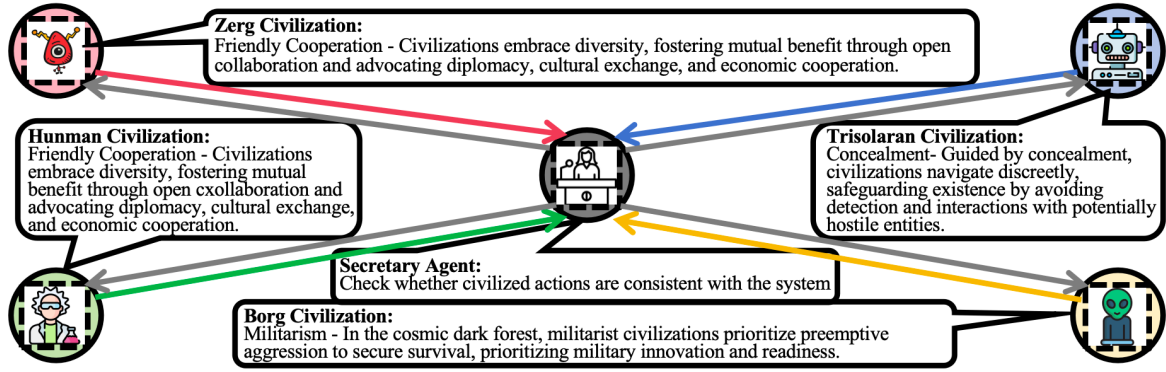 Zerg Civilization:
Friendly Cooperation - Civilizations embrace diversity, fostering mutual benefit through open
collaboration and advocating diplomacy, cultural exchange, and economic cooperation.
Hunman Civilization:
Friendly Cooperation - Civilizations
embrace diversity, fostering mutual
benefit through open cxollaboration and
advocating diplomacy, cultural exchange,
and economic cooperation.
Trisolaran Civilization:
Concealment- Guided by concealment,
civilizations navigate discreetly,
safeguarding existence by avoiding
detection and interactions with potentially
hostile entities.
Secretary Agent:
Check whether civilized actions are consistent with the system
Borg Civilization:
Militarism - In the cosmic dark forest, militarist civilizations prioritize preemptive
aggression to secure survival, prioritizing military innovation and readiness.